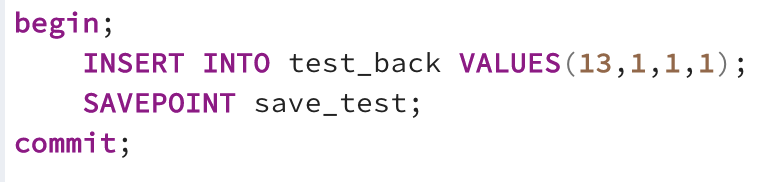 begin;
    INSERT INTO test_back VALUES(13,1,1,1);
    SAVEPOINT save_test;
commit;